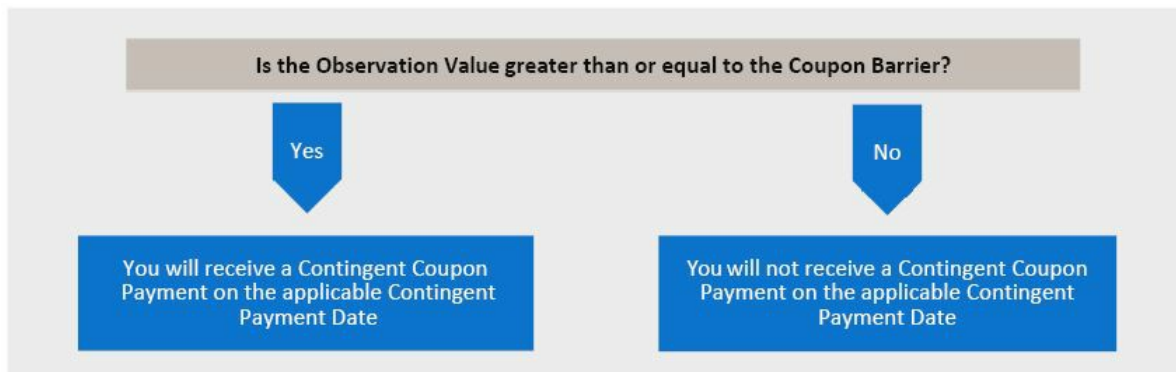 Is the Observation Value greater than or equal to the Coupon Barrier?
Yes
No
You will receive a Contingent Coupon
Payment on the applicable Contingent
Payment Date
You will not receive a Contingent Coupon
Payment on the applicable Contingent
Payment Date